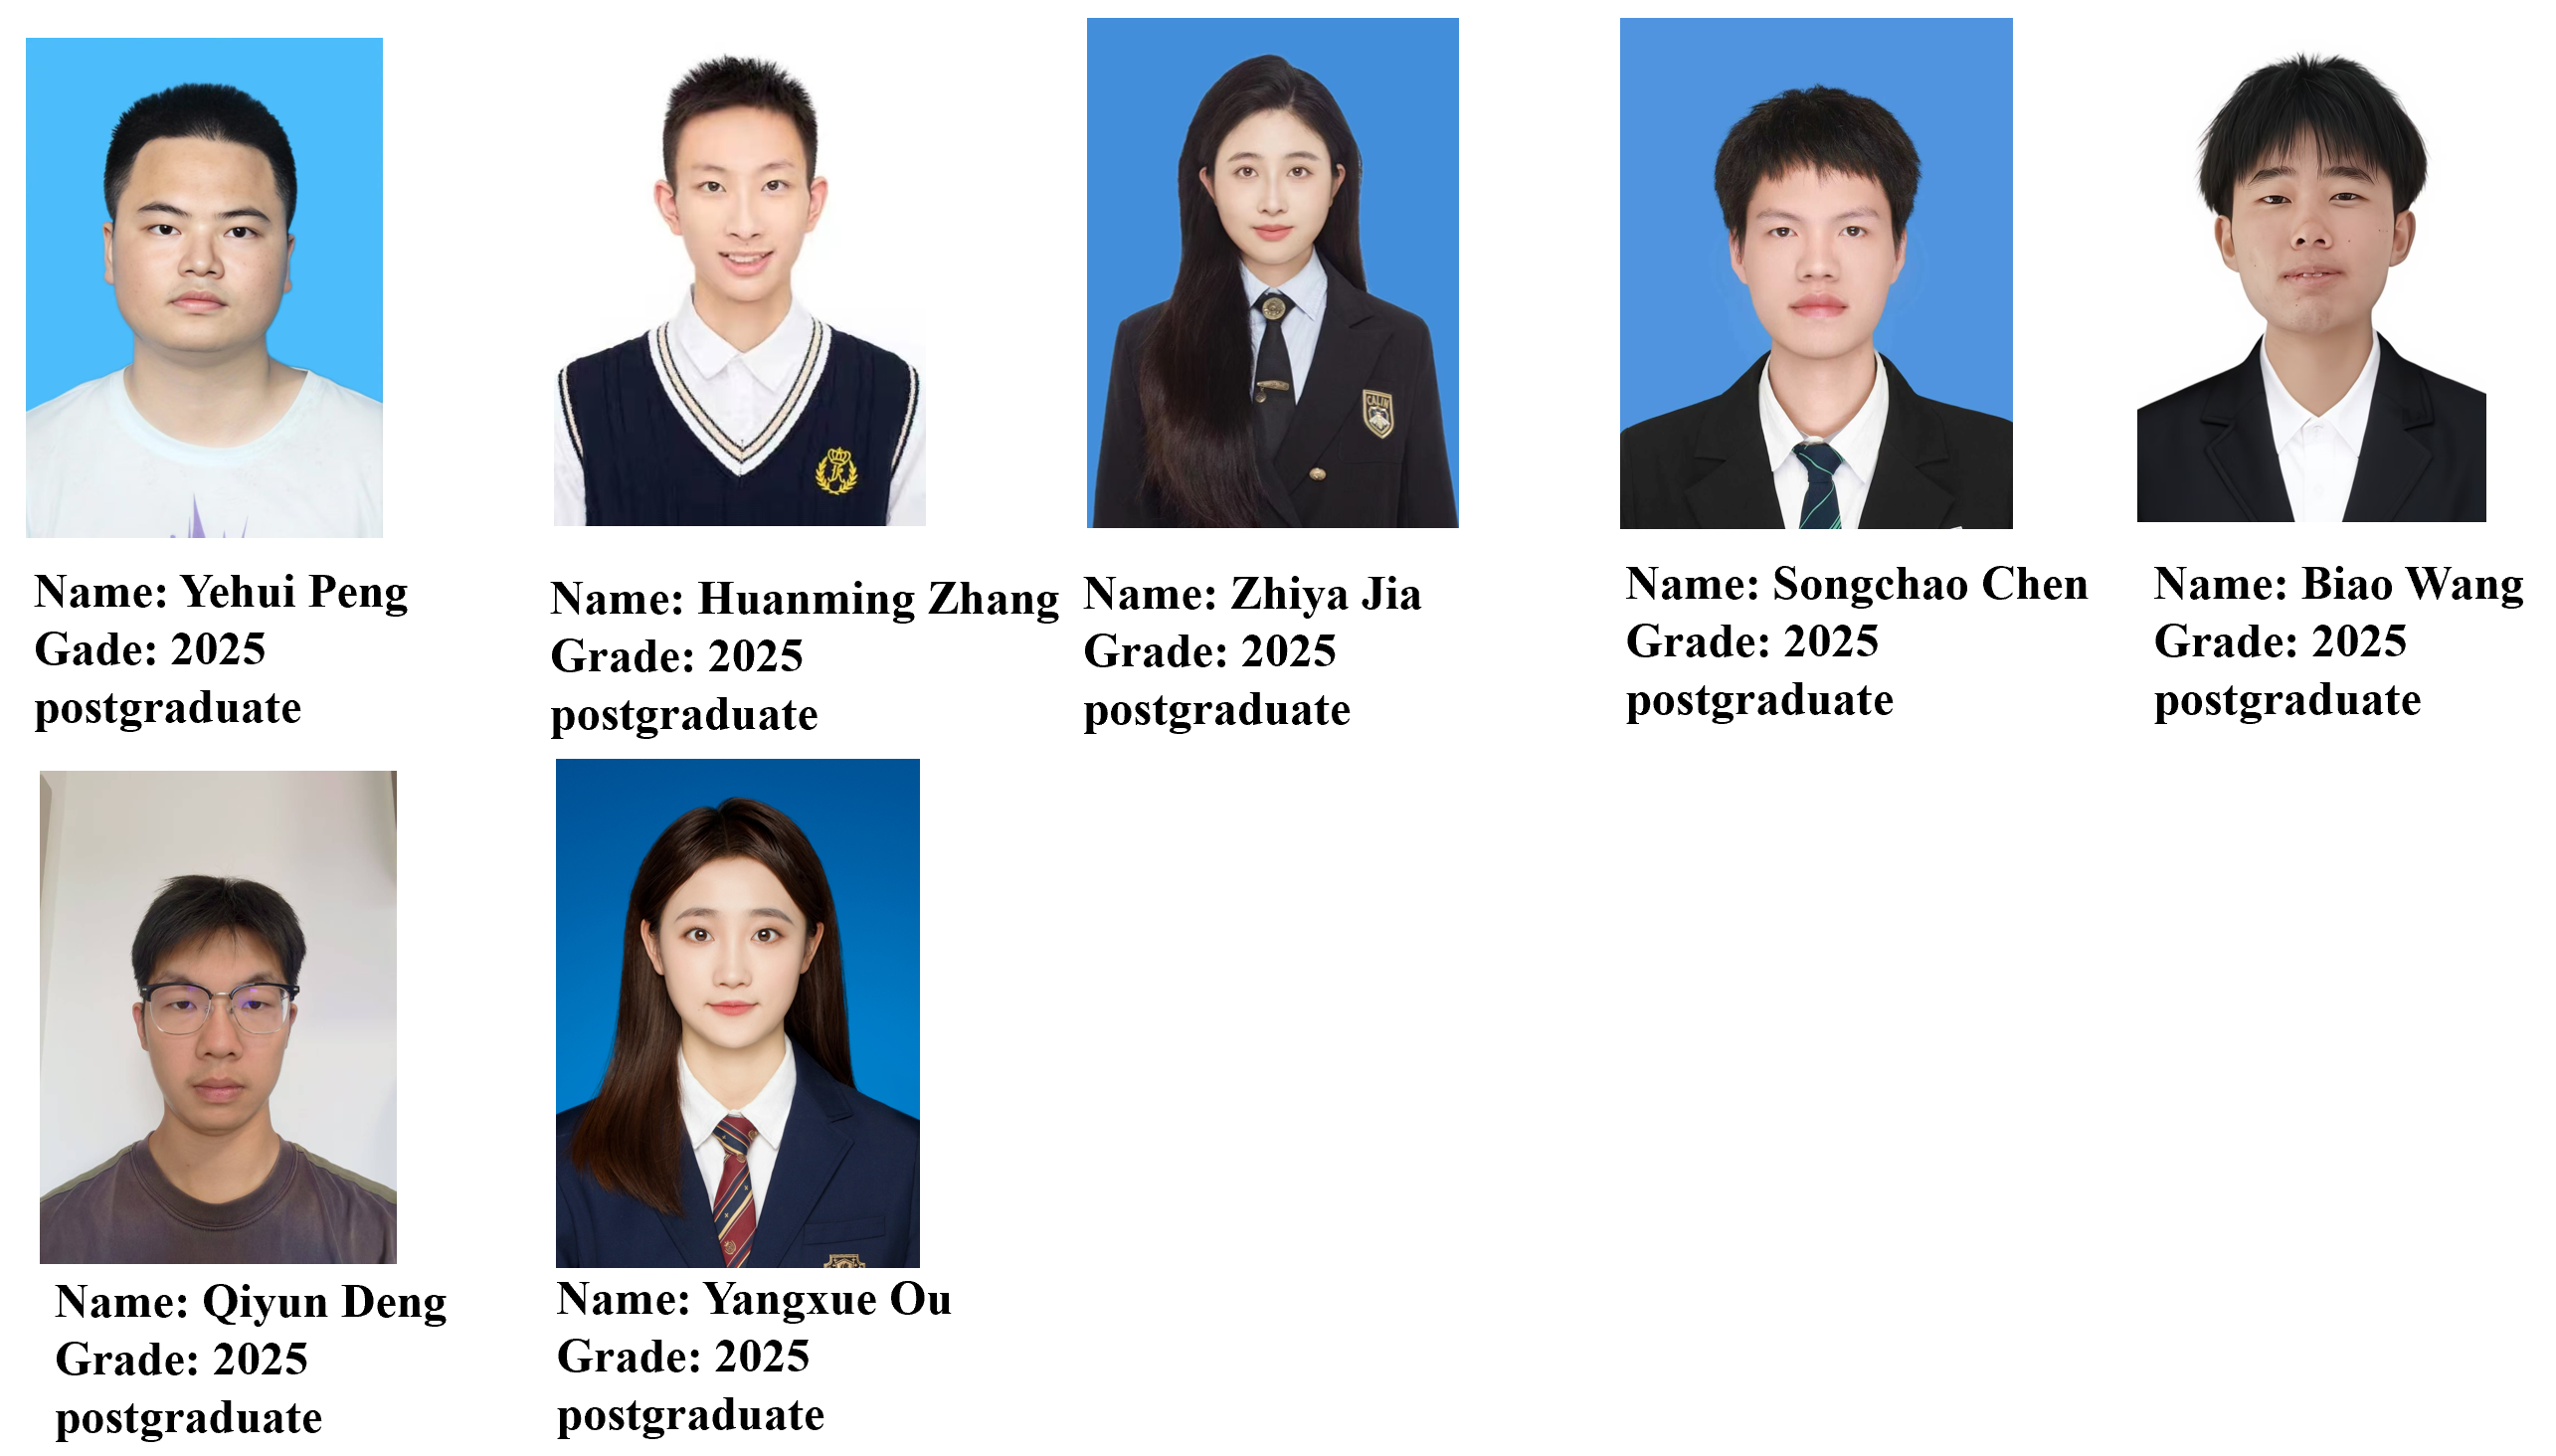 CALIN
Name: Yehui Peng
Gade: 2025
postgraduate
Name: Huanming Zhang
Grade: 2025
postgraduate
Name: Zhiya Jia
Grade: 2025
postgraduate
Name: Songchao Chen
Grade: 2025
postgraduate
Name: Biao Wang
Grade: 2025
postgraduate
Name: Qiyun Deng
Grade: 2025
postgraduate
Name: Yangxue Ou
Grade: 2025
postgraduate